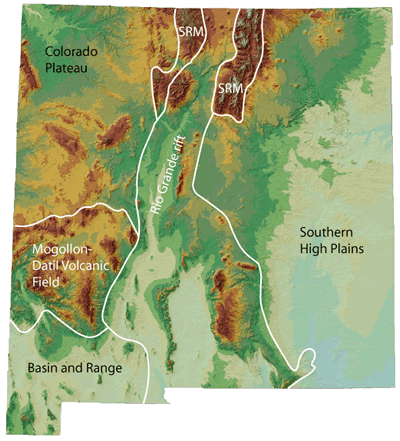 SRM
Colorado
Plateau
SRM
Rio Grande rift
Southern
High Plains
Mogollon-
Datil Volcanic
Field
Basin and Range